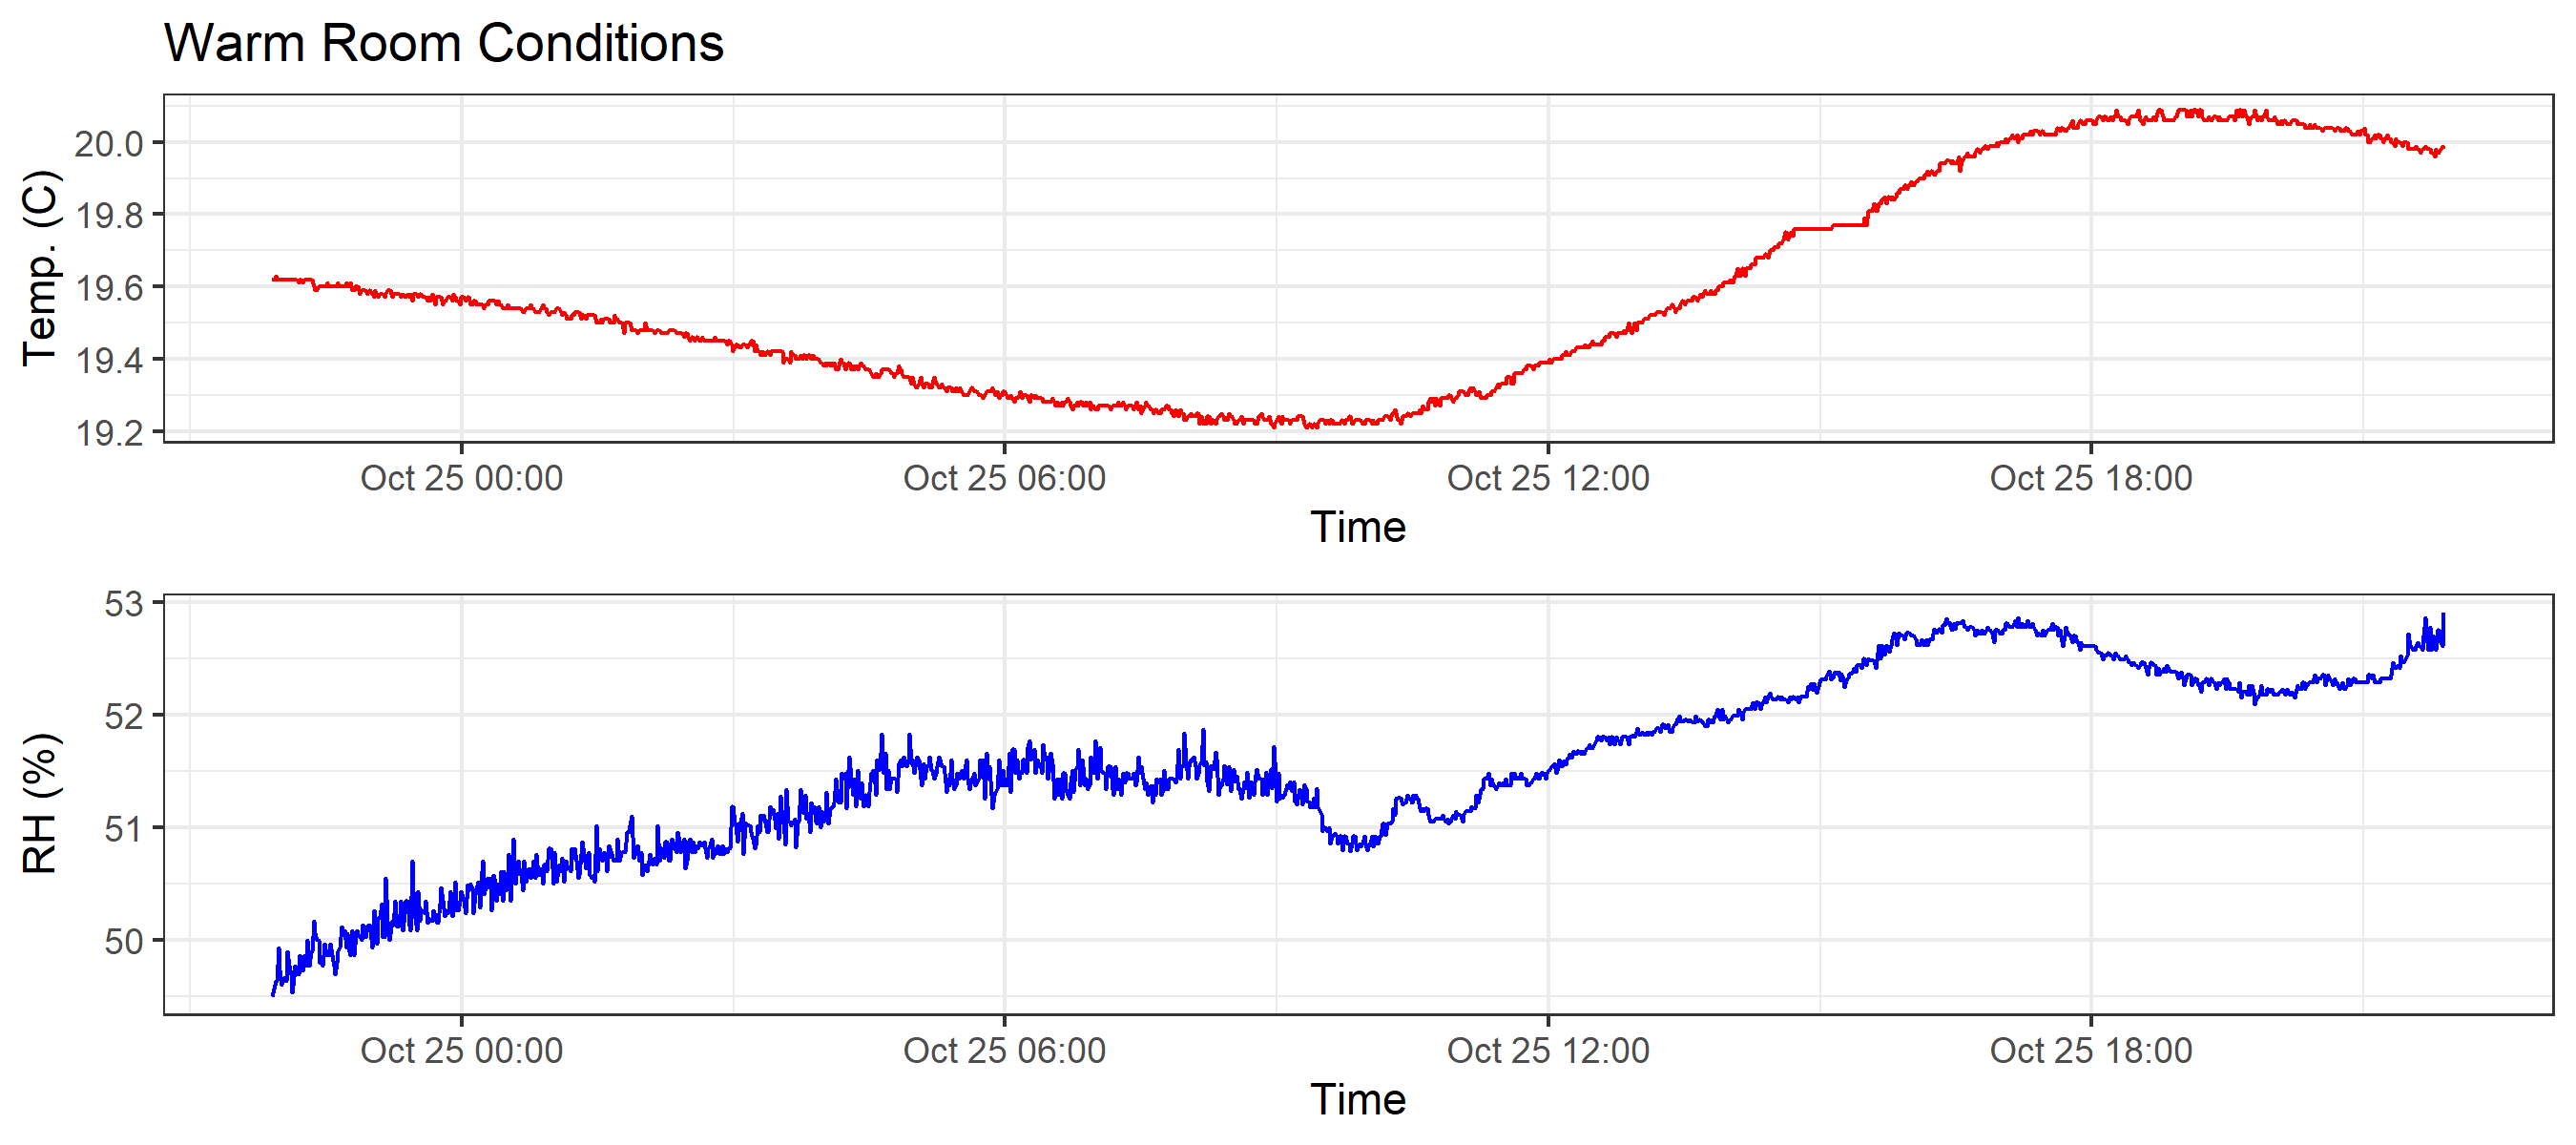 Warm Room Conditions
Temp. (C)
20.0
19.8
19.6
19.4
19.2
Oct 25 00:00 Oct 25 06:00 Oct 25 12:00 Oct 25 18:00
Time
RH (%)
53
52
51
50
Oct 25 00:00 Oct 25 06:00 Oct 25 12:00 Oct 25 18:00
Time